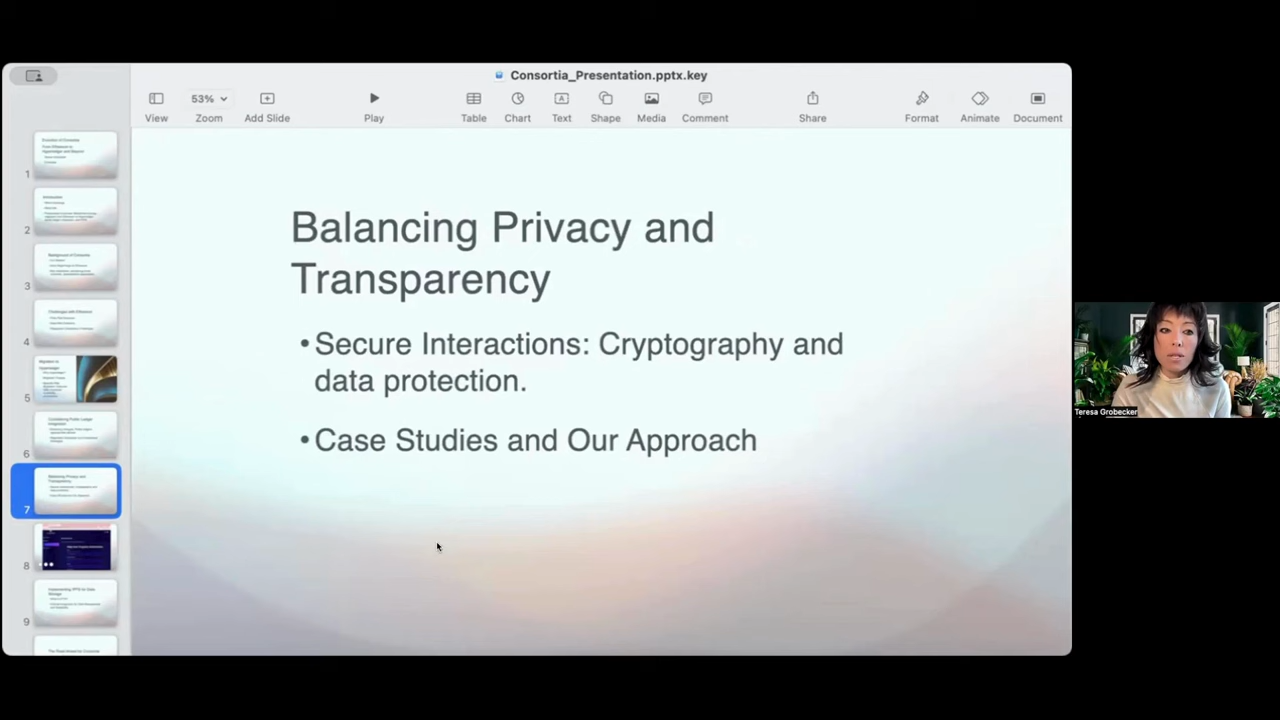 Consortia_Presentation.pptx.key
53%
View
Zoom
Add Slide
Play
Table
Chart
Text
Shape
Media
Comment
Share
Format
Animate
Document
1
2
3
4
5
6
7
8
9
Balancing Privacy and
Transparency
•Secure Interactions: Cryptography and
data protection.
•Case Studies and Our Approach
Teresa Grobecker